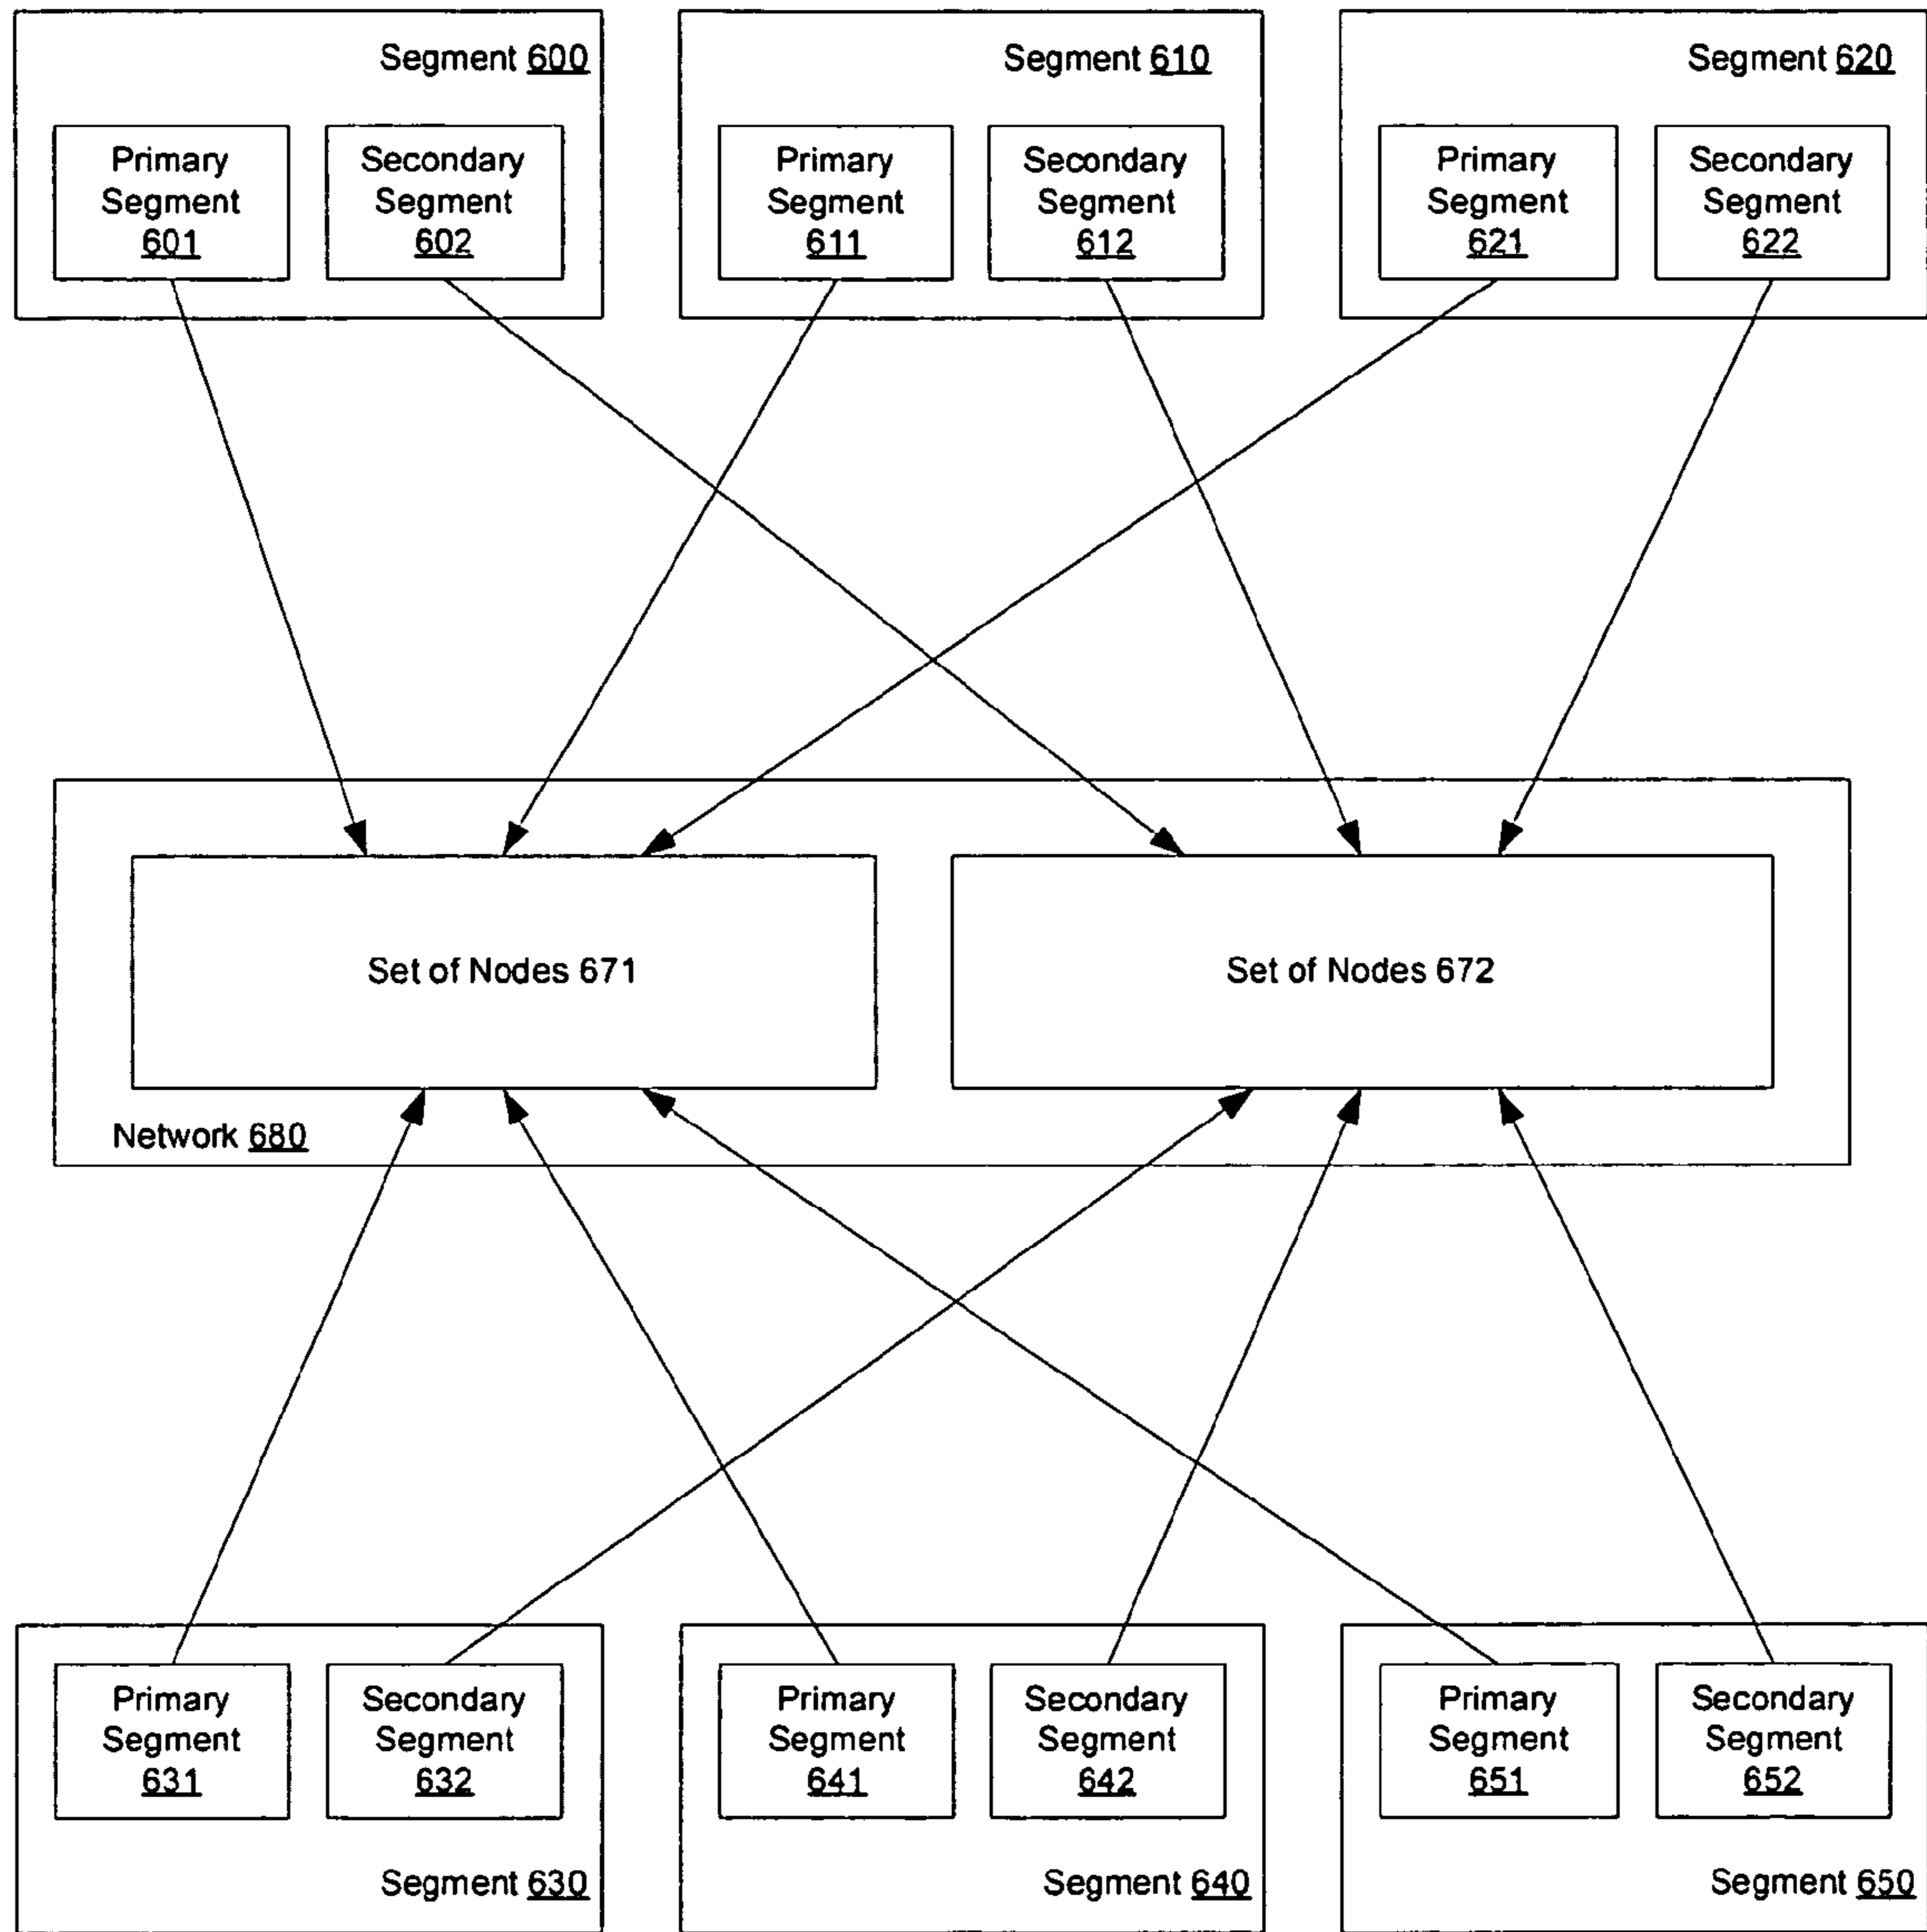 Segment 600
Primary
Segment
601
Secondary
Segment
602
Segment 610
Primary
Segment
611
Secondary
Segment
612
Segment 620
Primary
Segment
621
Secondary
Segment
622
Set of Nodes 671
Set of Nodes 672
Network 680
Primary
Segment
631
Secondary
Segment
632
Segment 630
Primary
Segment
641
Secondary
Segment
642
Segment 640
Primary
Segment
651
Secondary
Segment
652
Segment 650